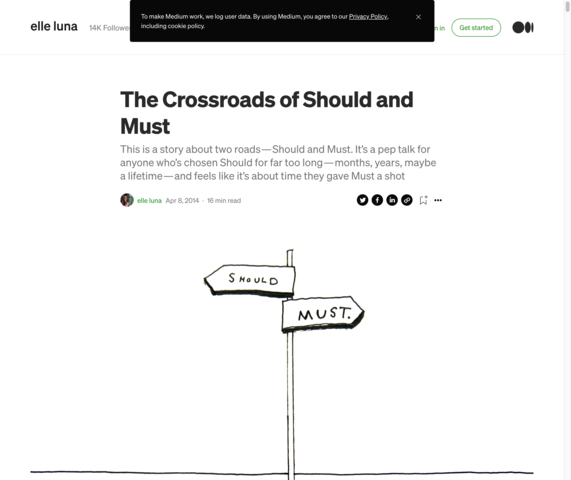 To make Medium work, we log user data. By using Medium, you agree to our Privacy Policy,
including cookie policy.
elle luna
14K Followe
n in
Get started
The Crossroads of Should and
Must
This is a story about two roads—Should and Must. It's a pep talk for
anyone who's chosen Should for far too long—months, years, maybe
a lifetime—and feels like it's about time they gave Must a shot
elle luna Apr 8, 2014 · 16 min read
SHOULD
MUST.